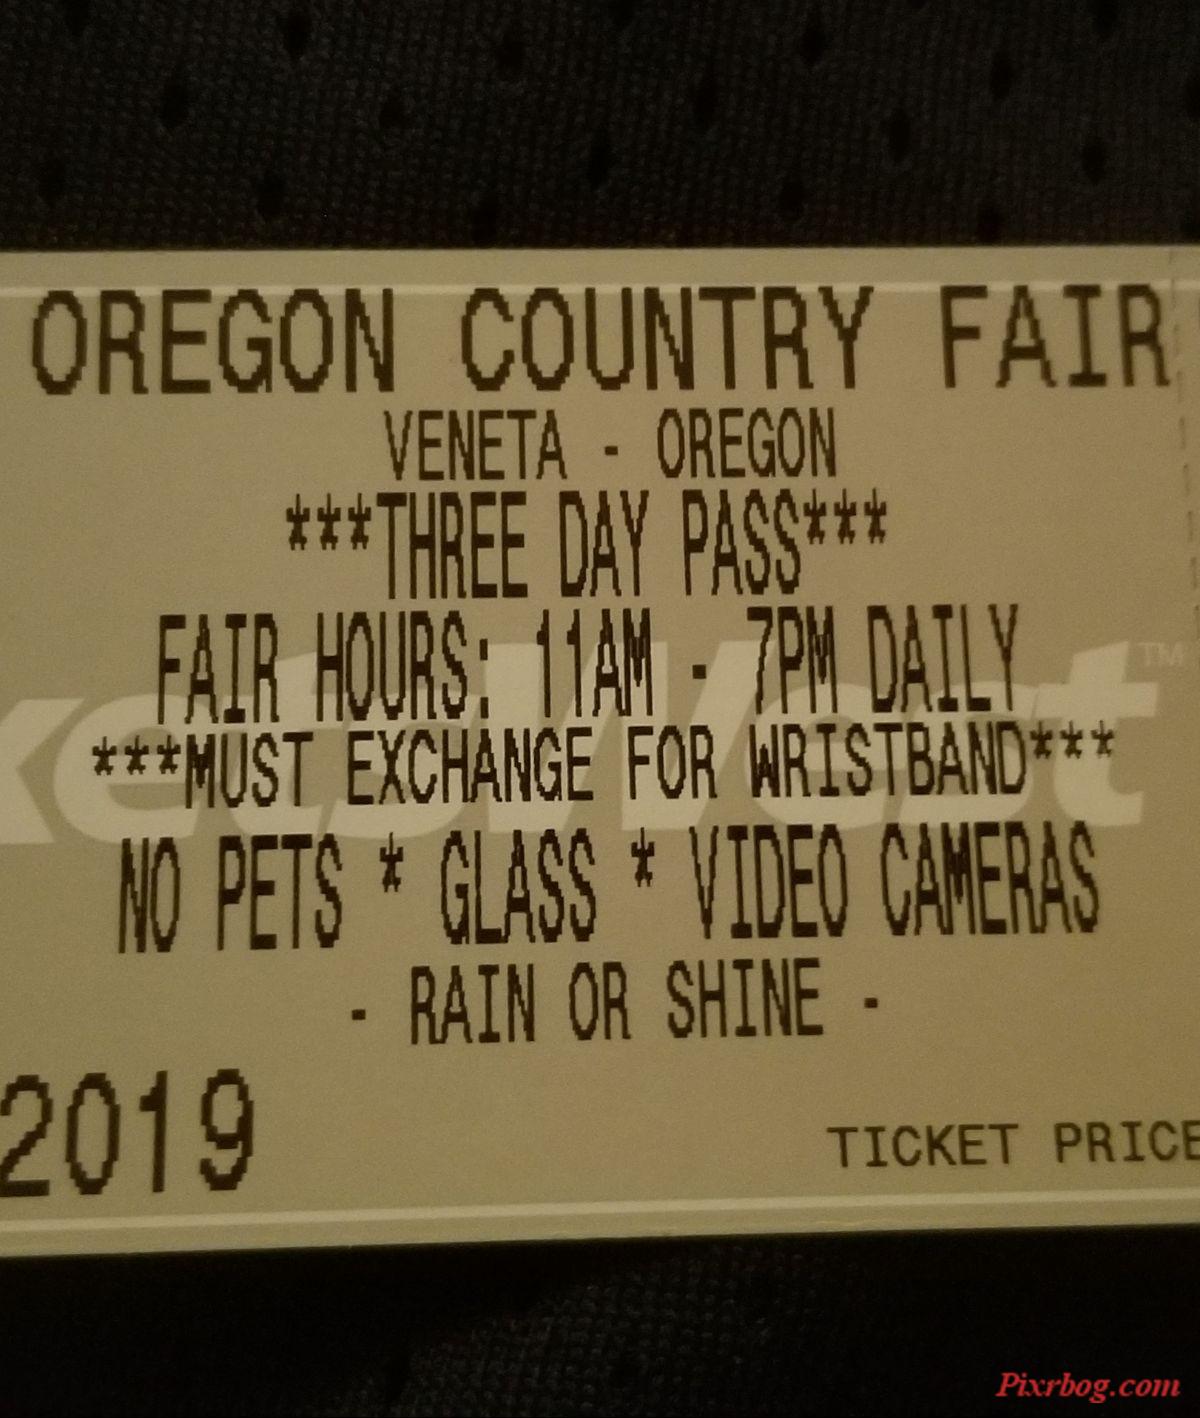 OREGON COUNTRY FAIR
VENETA - OREGON
***THREE DAY PASS***
FAIR HOURS: 11AM - 7PM DAILY
***MUST EXCHANGE FOR WRISTBAND***
NO PETS * GLASS * VIDEO CAMERAS
- RAIN OR SHINE -
2019
TICKET PRICE
ketsWest™
Pixrbog.com